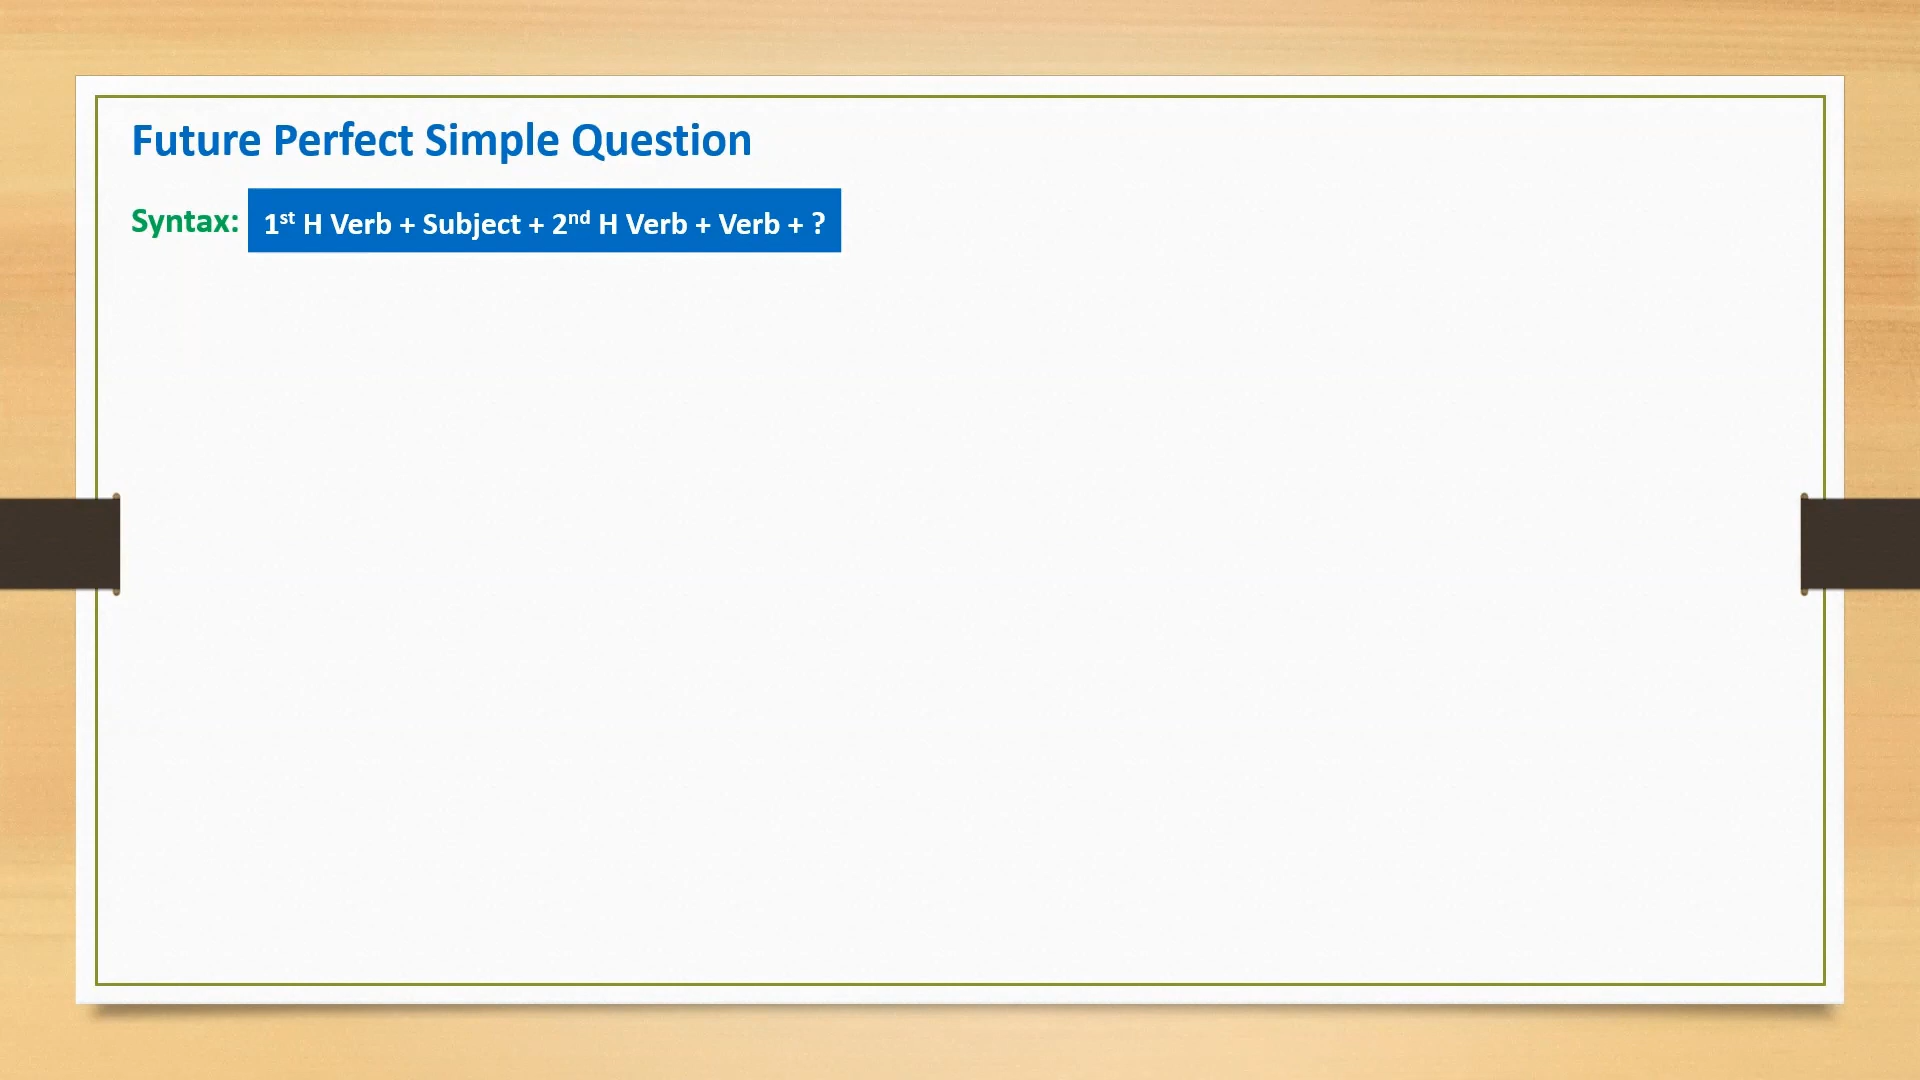 Future Perfect Simple Question
Syntax: 1st H Verb + Subject + 2nd H Verb + Verb + ?